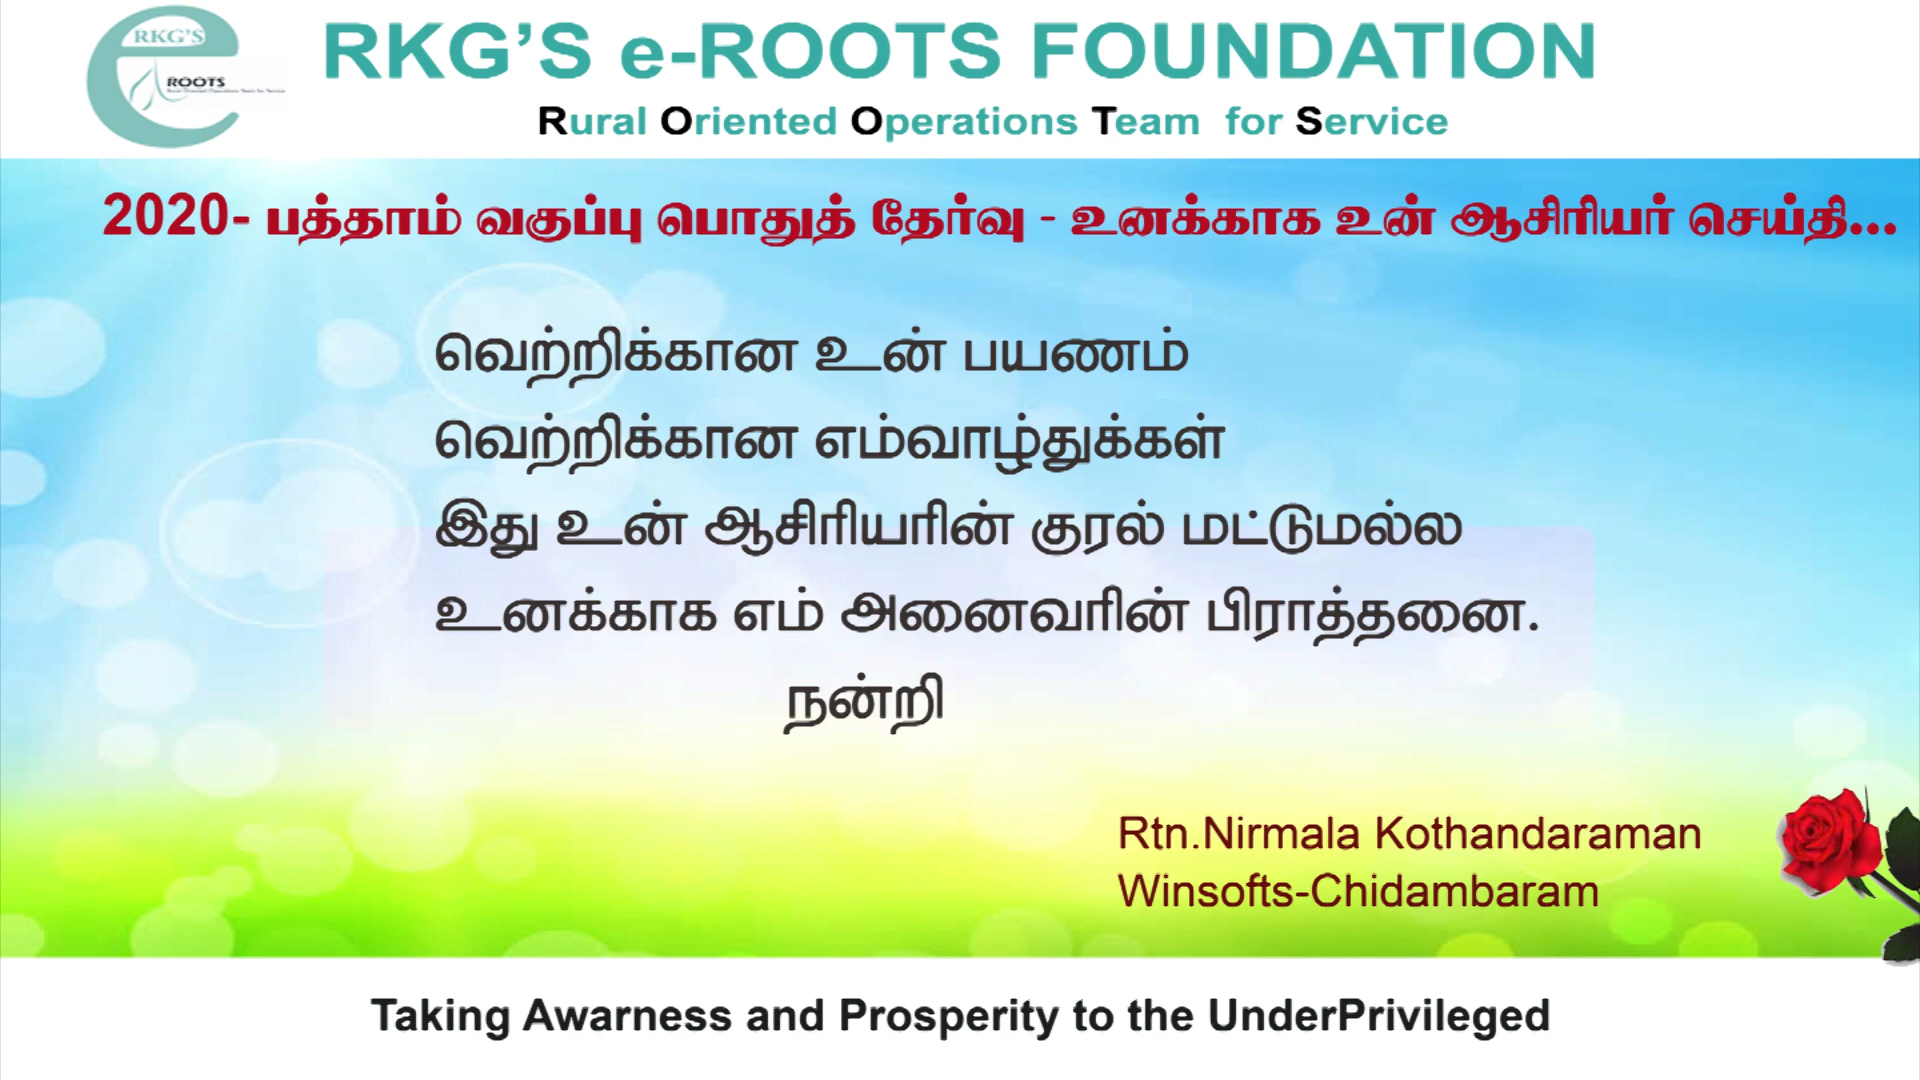 RKG'S
ROOTS
RKG'S e-ROOTS FOUNDATION
Rural Oriented Operations Team for Service
2020- பத்தாம் வகுப்பு பொதுத் தேர்வு - உனக்காக உன் ஆசிரியர் செய்தி...
வெற்றிக்கான உன் பயணம்
வெற்றிக்கான எம்வாழ்துக்கள்
இது உன் ஆசிரியரின் குரல் மட்டுமல்ல
உனக்காக எம் அனைவரின் பிராத்தனை.
நன்றி
Rtn.Nirmala Kothandaraman
Winsofts-Chidambaram
Taking Awarness and Prosperity to the UnderPrivileged